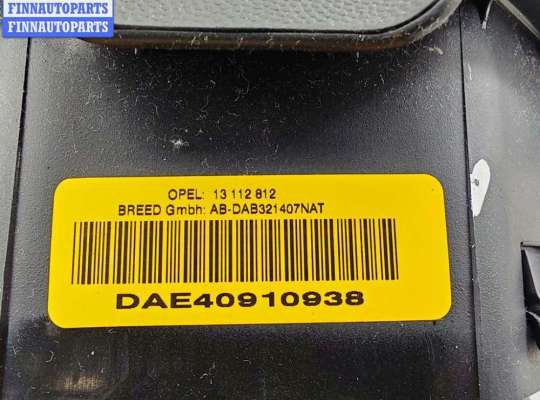 FINNAUTOPARTS
FINNAUTOPARTS
OPEL: 13 112 812
BREED Gmbh: AB-DAB321407NAT
DAE40910938